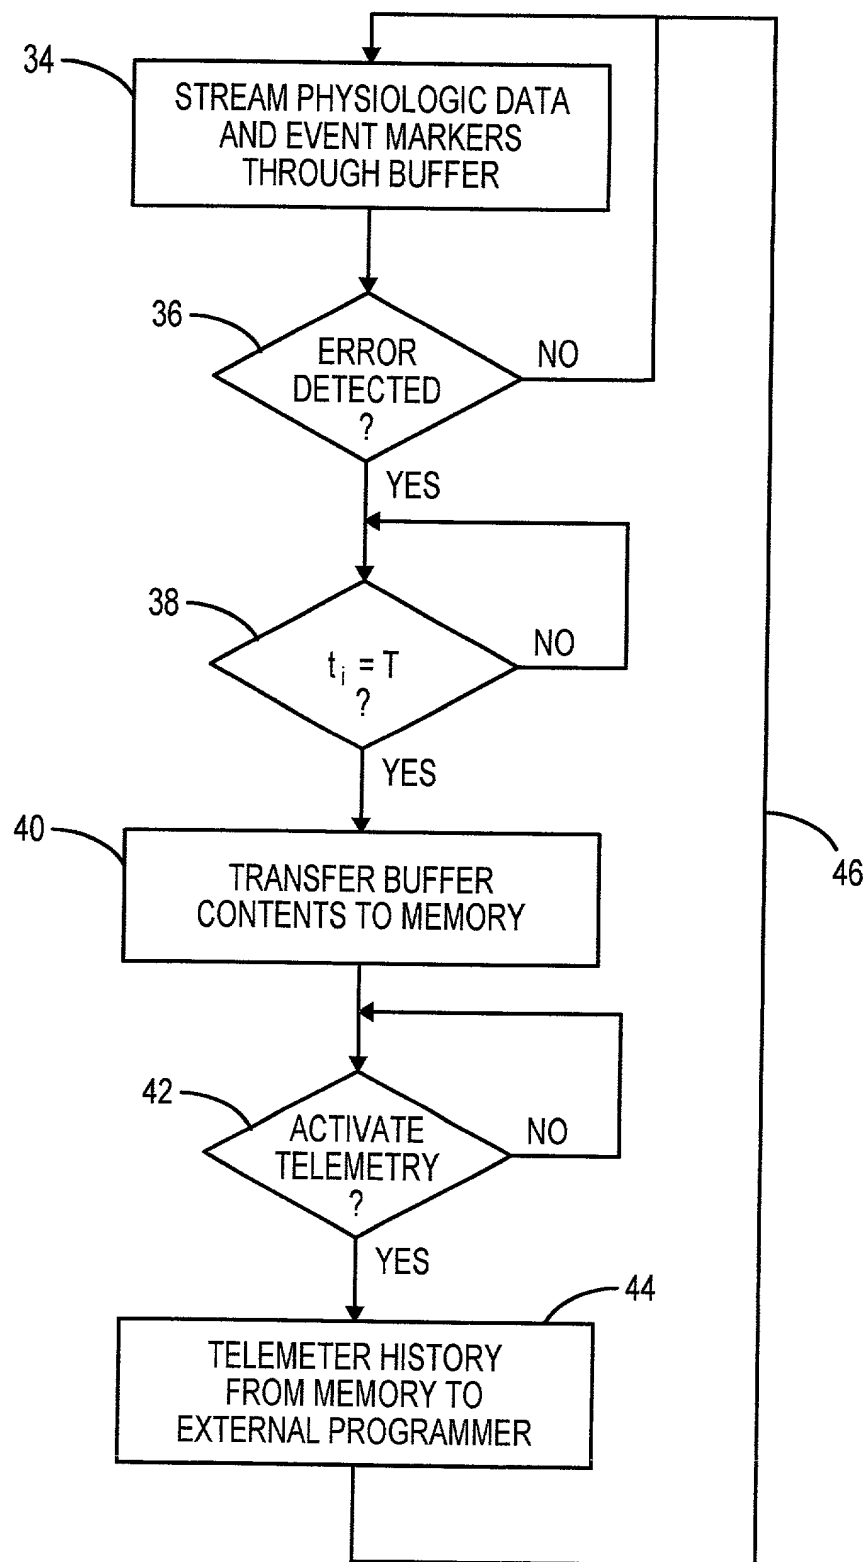 34
STREAM PHYSIOLOGIC DATA
AND EVENT MARKERS
THROUGH BUFFER
36
ERROR
DETECTED
?
NO
YES
38
tᵢ = T
?
NO
YES
40
TRANSFER BUFFER
CONTENTS TO MEMORY
46
42
ACTIVATE
TELEMETRY
?
NO
YES
44
TELEMETER HISTORY
FROM MEMORY TO
EXTERNAL PROGRAMMER